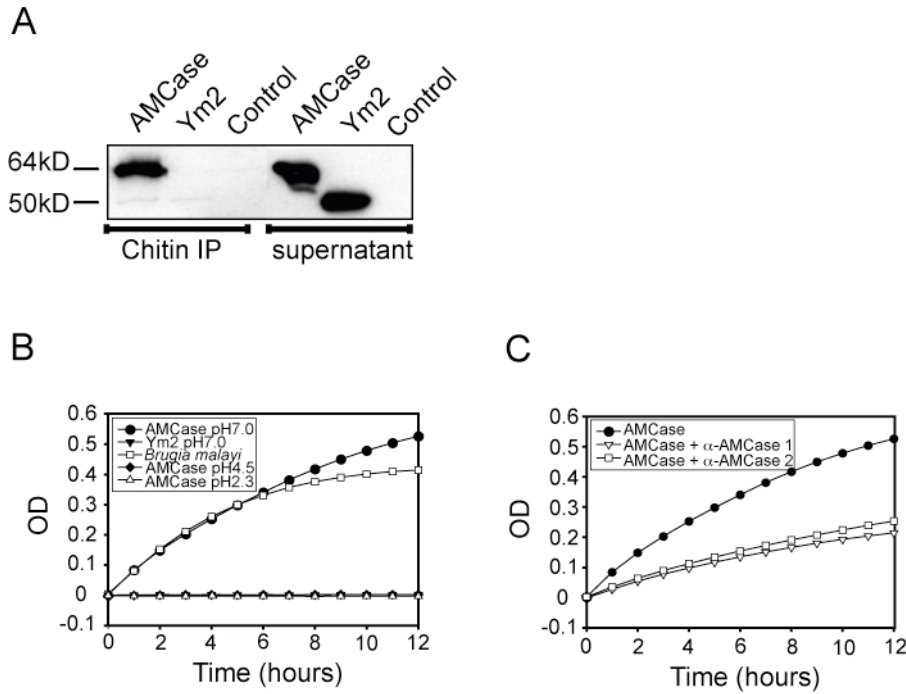 A
AMCase Ym2 Control AMCase Ym2 Control
64kD
50kD
Chitin IP supernatant
B
0.6
0.5
0.4
0.3
0.2
0.1
0
-0.1
OD
AMCase pH7.0
Ym2 pH7.0
Brugia malayi
AMCase pH4.5
AMCase pH2.3
0 2 4 6 8 10 12
Time (hours)
C
0.6
0.5
0.4
0.3
0.2
0.1
0
-0.1
OD
AMCase
AMCase + α-AMCase 1
AMCase + α-AMCase 2
0 2 4 6 8 10 12
Time (hours)